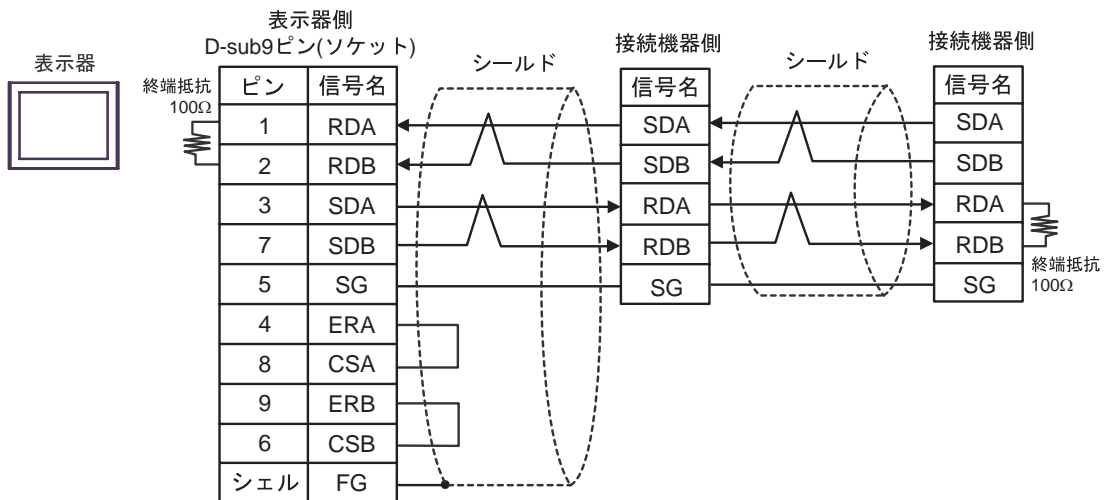 表示器
表示器側
D-sub9ピン(ソケット)
終端抵抗
100Ω
ピン 信号名
1 RDA
2 RDB
3 SDA
7 SDB
5 SG
4 ERA
8 CSA
9 ERB
6 CSB
シェル FG
シールド
接続機器側
信号名
SDA
SDB
RDA
RDB
SG
シールド
接続機器側
信号名
SDA
SDB
RDA
RDB
SG
終端抵抗
100Ω